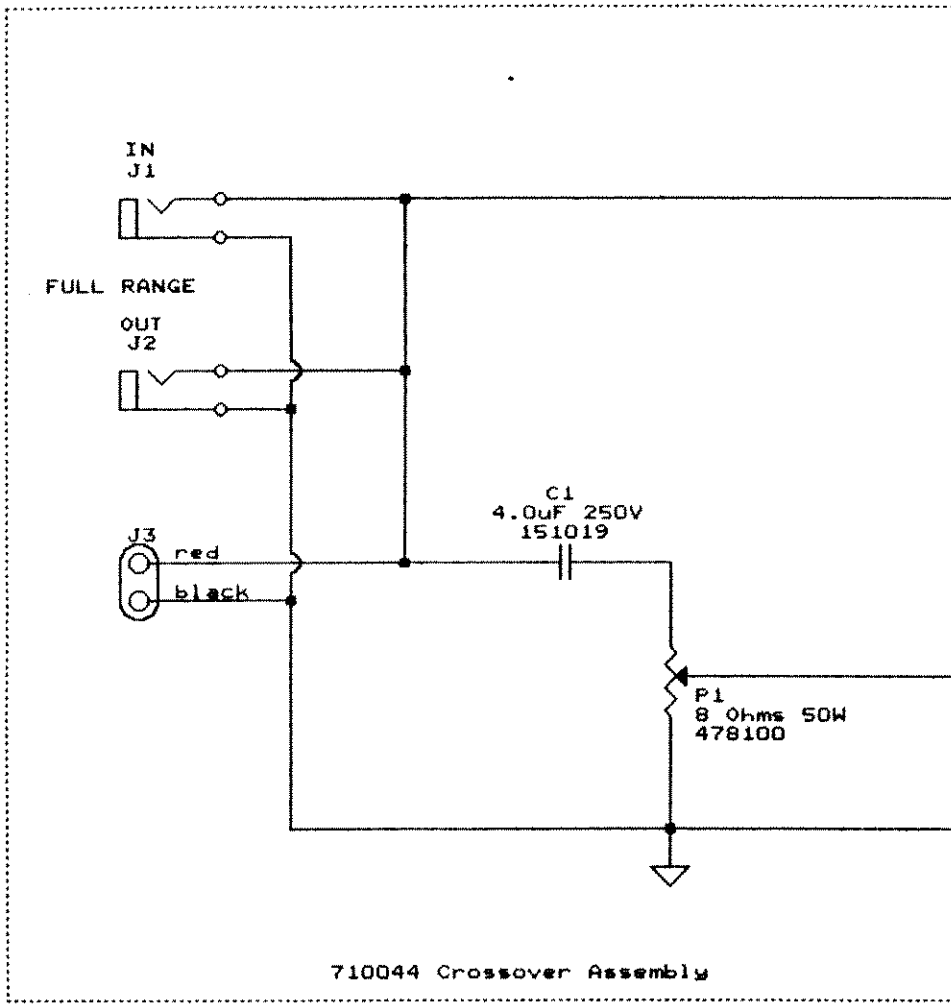 IN
J1
FULL RANGE
OUT
J2
C1
4.0uF 250V
151019
J3
red
black
P1
8 Ohms 50W
478100
710044 Crossover Assembly